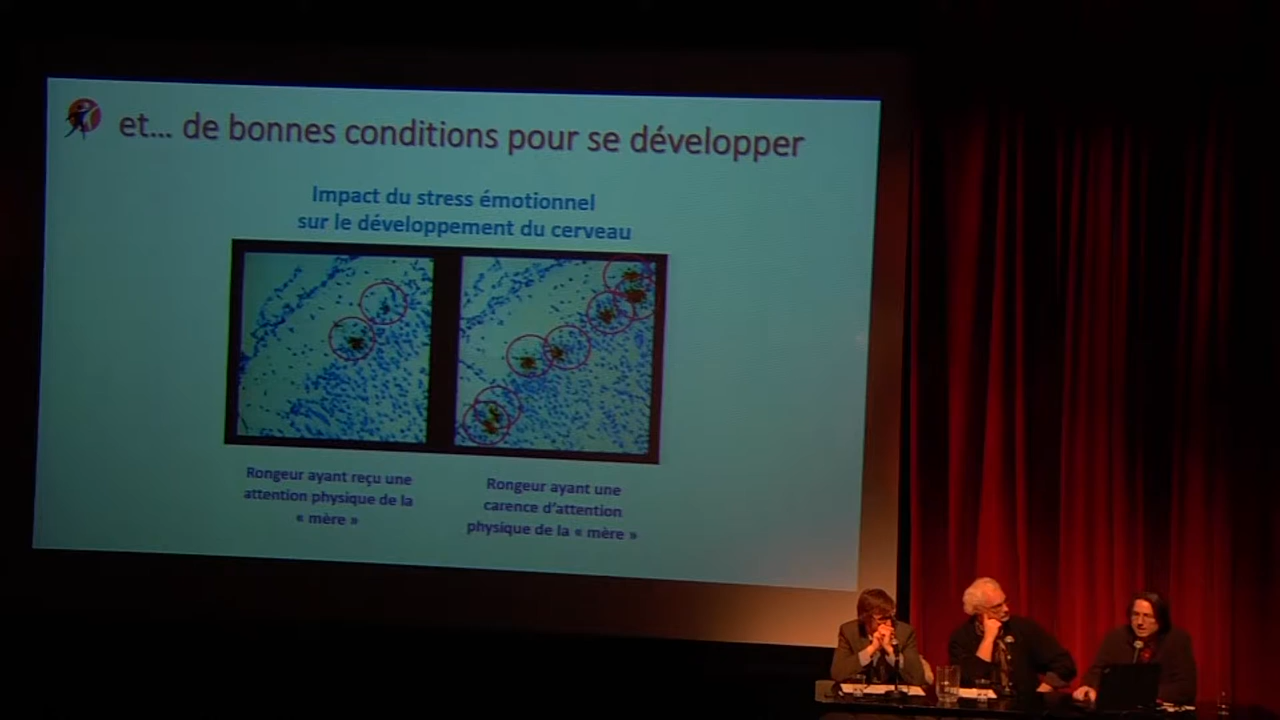 et... de bonnes conditions pour se développer
Impact du stress émotionnel
sur le développement du cerveau
Rongeur ayant reçu une
attention physique de la
« mère »
Rongeur ayant une
carence d'attention
physique de la « mère »